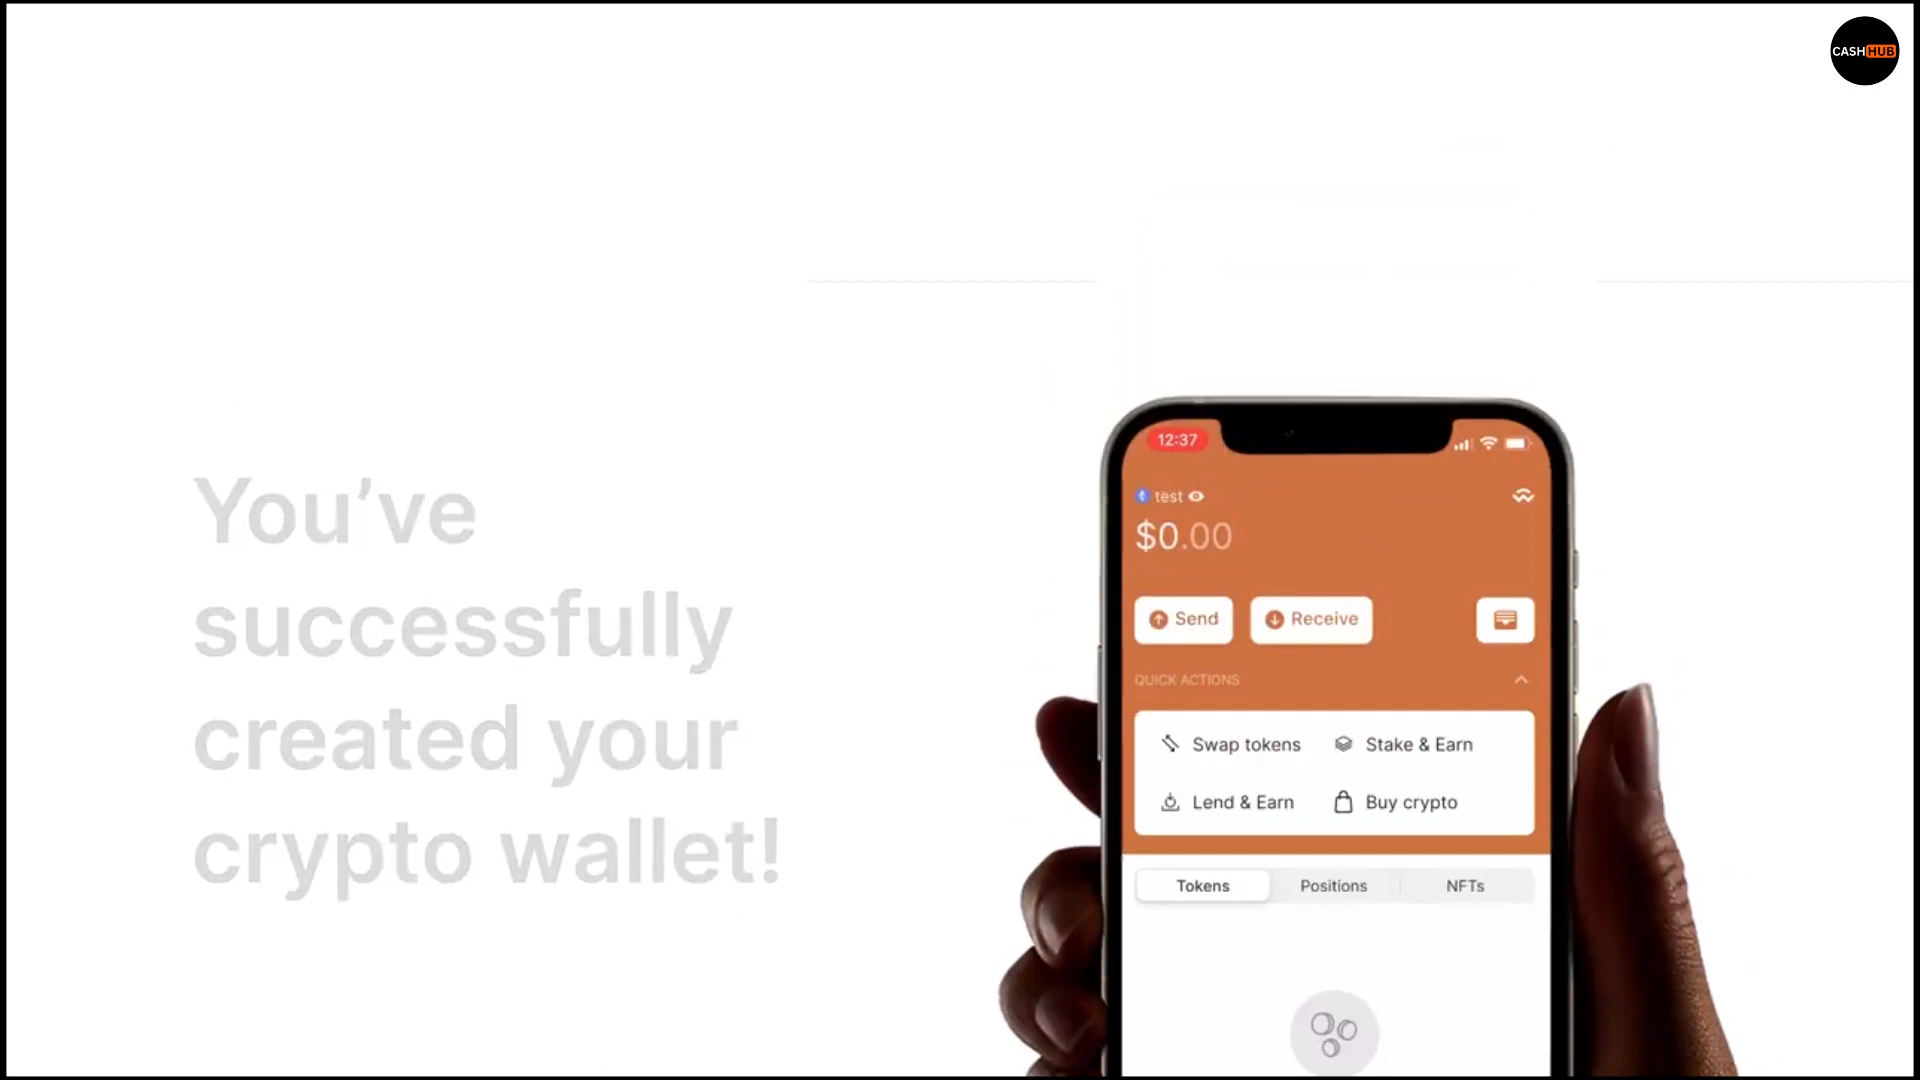 CASHHUB
You’ve
successfully
created your
crypto wallet!
12:37
test
$0.00
Send
Receive
QUICK ACTIONS
Swap tokens
Stake & Earn
Lend & Earn
Buy crypto
Tokens
Positions
NFTs